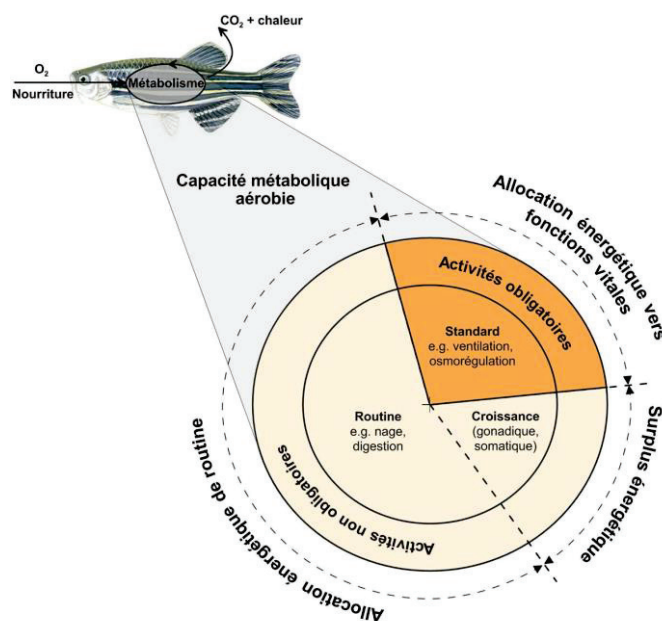 CO₂ + chaleur
O₂
Nourriture
Métabolisme
Capacité métabolique
aérobie
Allocation énergétique vers
fonctions vitales
Activités obligatoires
Standard
e.g. ventilation,
osmorégulation
Routine
e.g. nage,
digestion
Croissance
(gonadique,
somatique)
Activités non obligatoires
Allocation énergétique de routine
Surplus énergétique